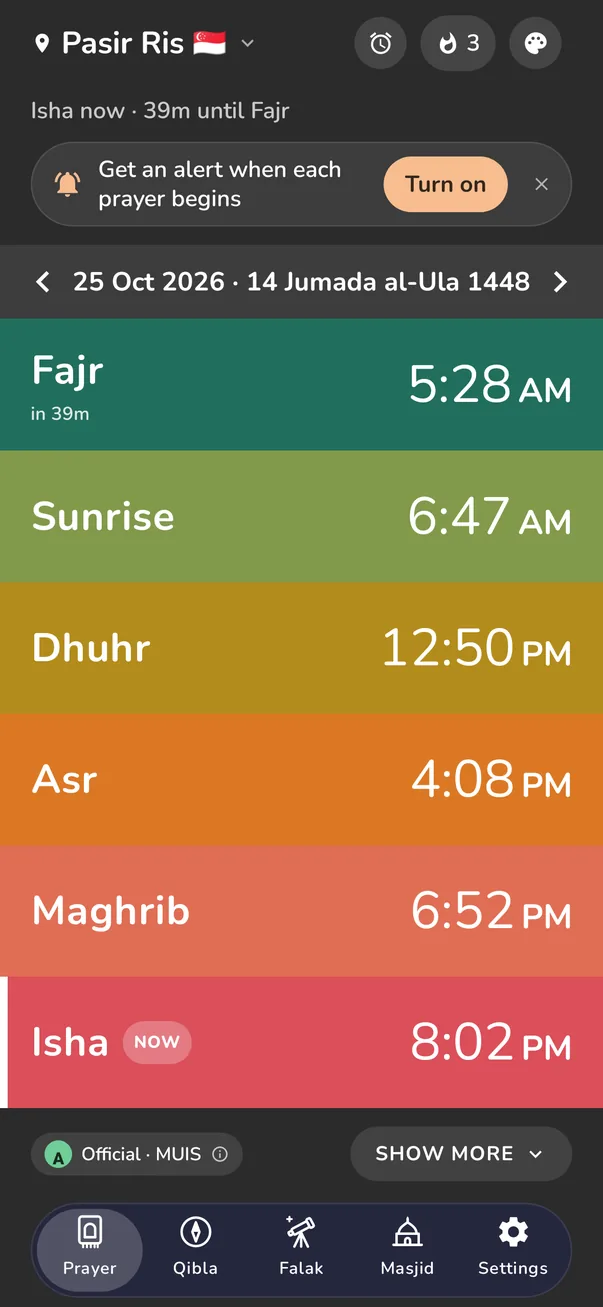 Pasir Ris 🇸🇬
3
Isha now · 39m until Fajr
Get an alert when each
prayer begins
Turn on
25 Oct 2026 · 14 Jumada al-Ula 1448
Fajr
5:28 AM
in 39m
Sunrise
6:47 AM
Dhuhr
12:50 PM
Asr
4:08 PM
Maghrib
6:52 PM
Isha NOW
8:02 PM
A Official · MUIS
SHOW MORE
Prayer
Qibla
Falak
Masjid
Settings